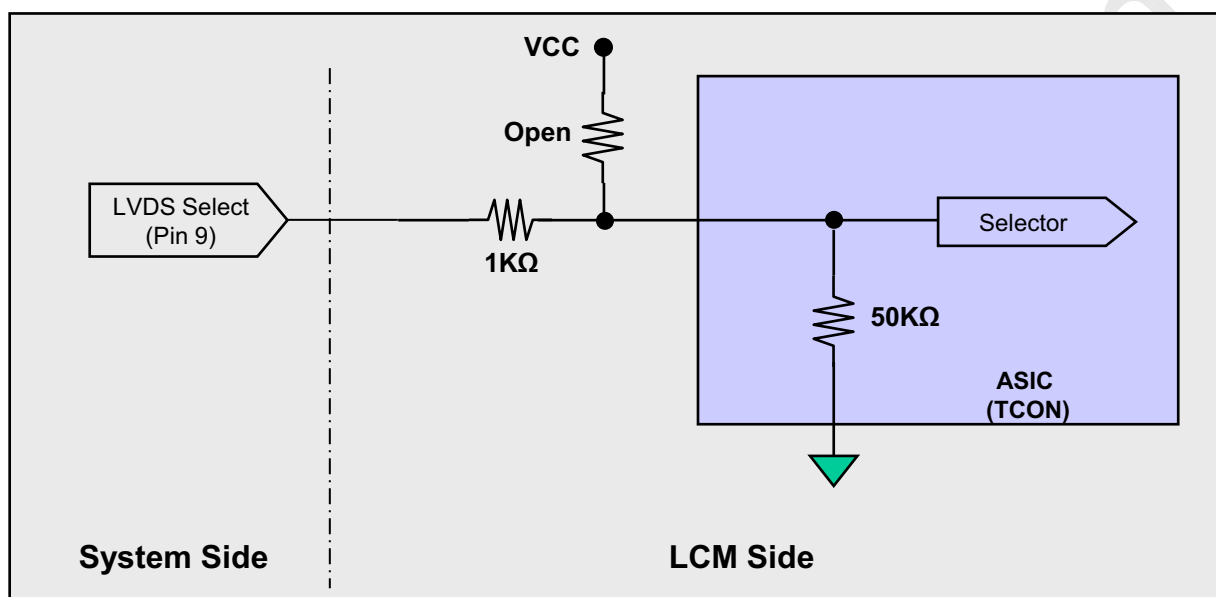 VCC
Open
LVDS Select
(Pin 9)
1KΩ
Selector
50KΩ
ASIC
(TCON)
System Side
LCM Side